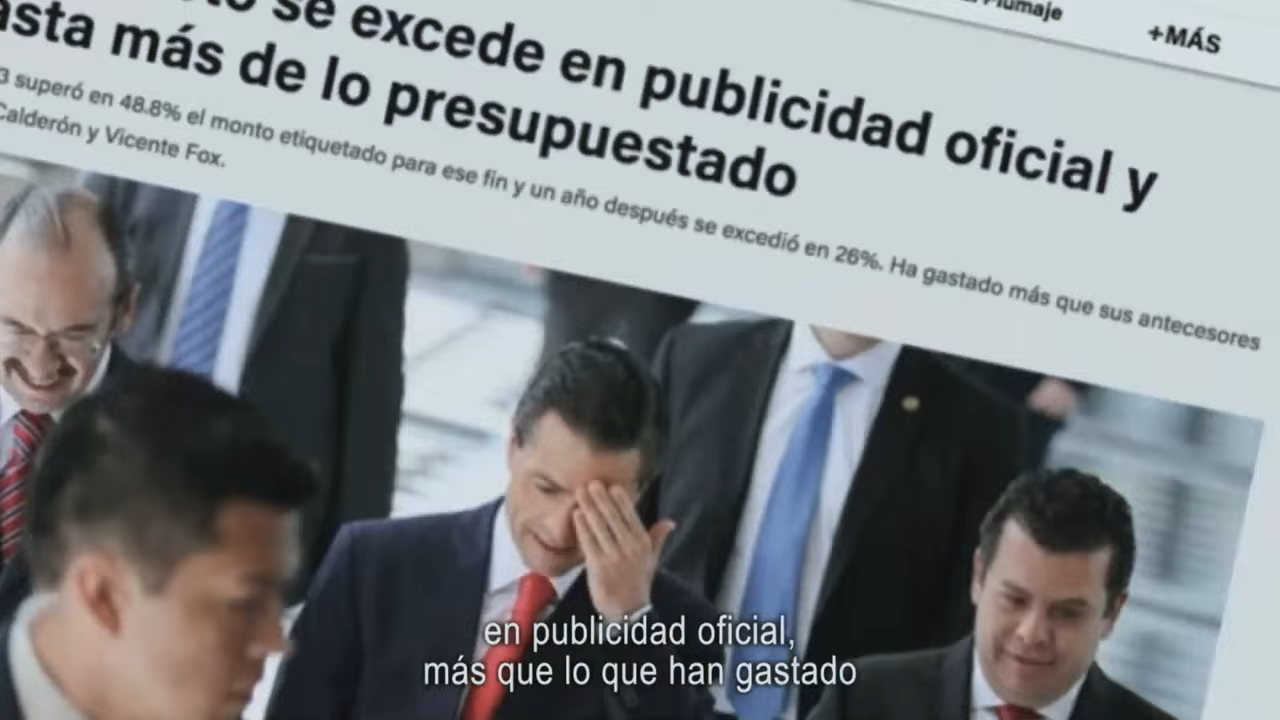 Plumaje
+MÁS
se excede en publicidad oficial y
asta más de lo presupuestado
3 superó en 48.8% el monto etiquetado para ese fin y un año después se excedió en 26%. Ha gastado más que sus antecesores
Calderón y Vicente Fox.
en publicidad oficial,
más que lo que han gastado